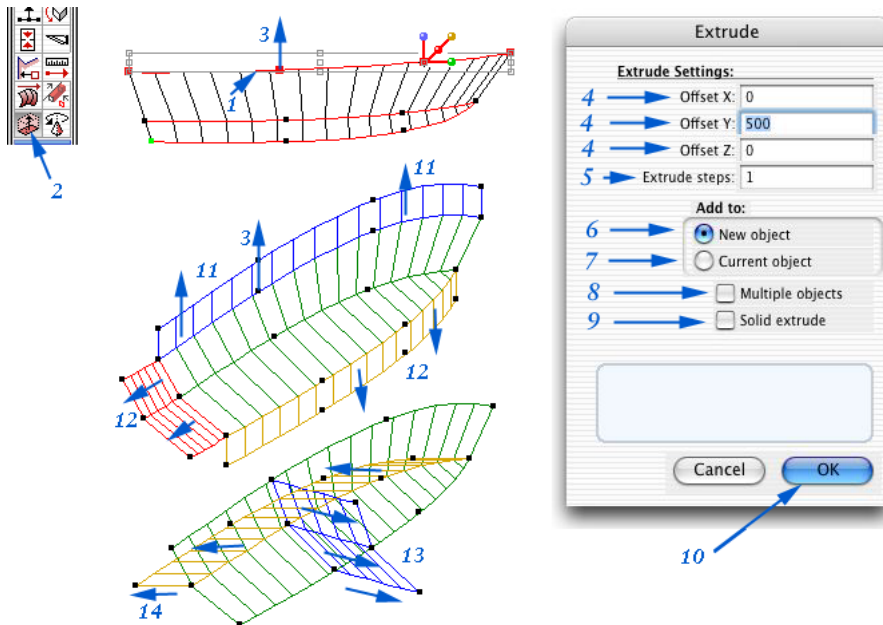 3
1
2
11
3
11
12
12
13
14
Extrude
Extrude Settings:
4 Offset X: 0
4 Offset Y: 500
4 Offset Z: 0
5 Extrude steps: 1
Add to:
6 New object
7 Current object
8 Multiple objects
9 Solid extrude
Cancel OK
10